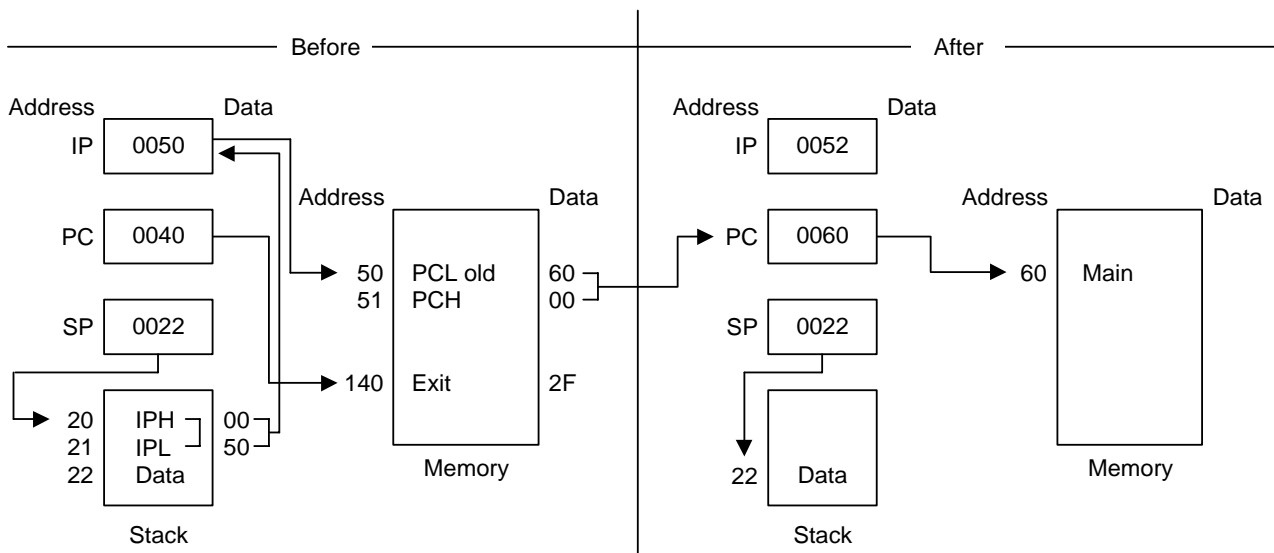 Before
After
Address
Data
IP
0050
PC
0040
SP
0022
20
IPH
00
21
IPL
50
22
Data
Stack
Address
Data
50
PCL old
60
51
PCH
00
140
Exit
2F
Memory
Address
Data
IP
0052
PC
0060
SP
0022
22
Data
Stack
Address
Data
60
Main
Memory